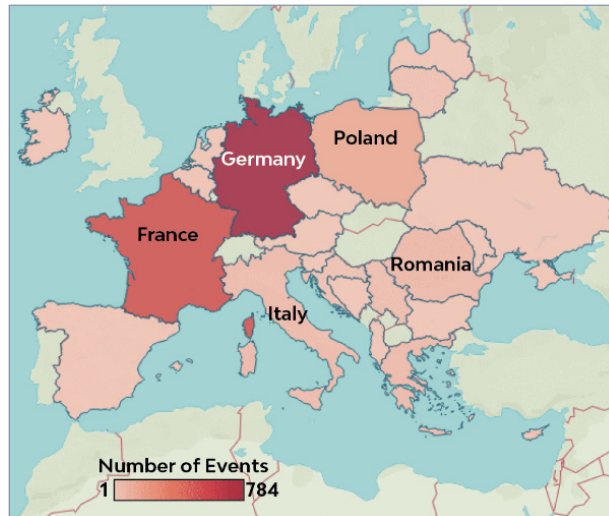 Poland
Germany
France
Romania
Italy
Number of Events
1 784